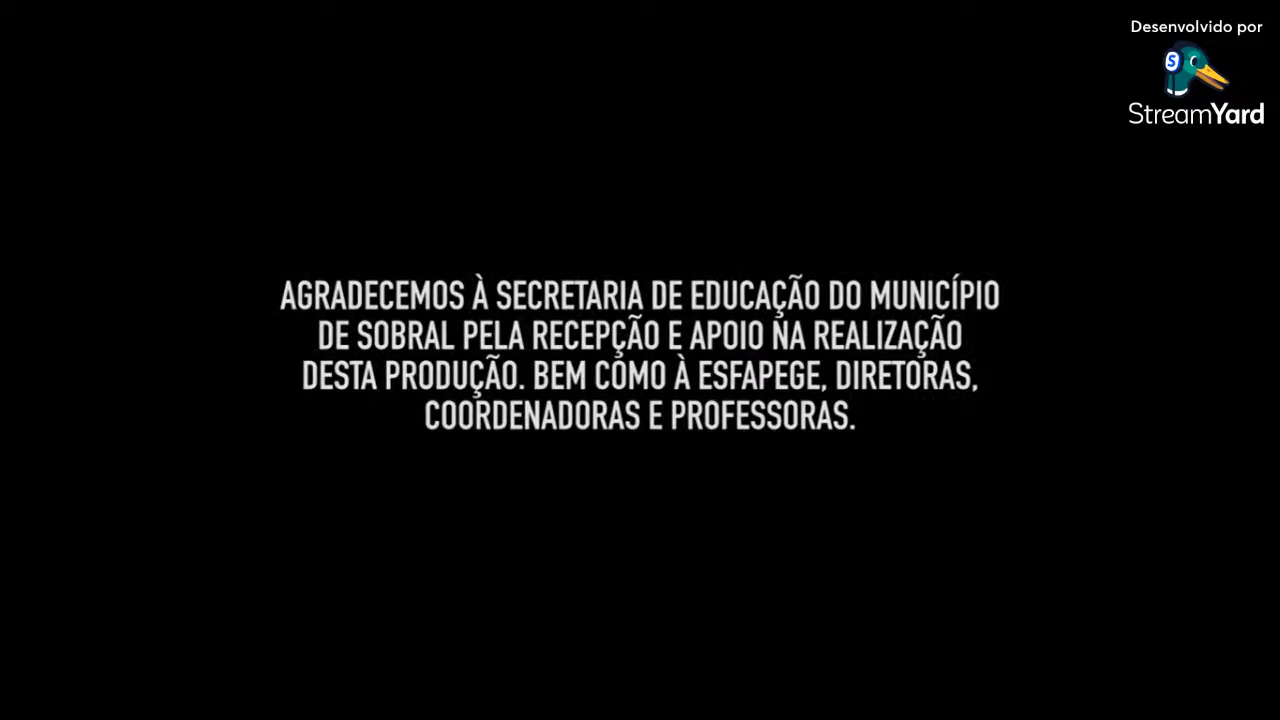 Desenvolvido por
S
StreamYard
AGRADECEMOS À SECRETARIA DE EDUCAÇÃO DO MUNICÍPIO
DE SOBRAL PELA RECEPÇÃO E APOIO NA REALIZAÇÃO
DESTA PRODUÇÃO. BEM COMO À ESFAPEGE, DIRETORAS,
COORDENADORAS E PROFESSORAS.